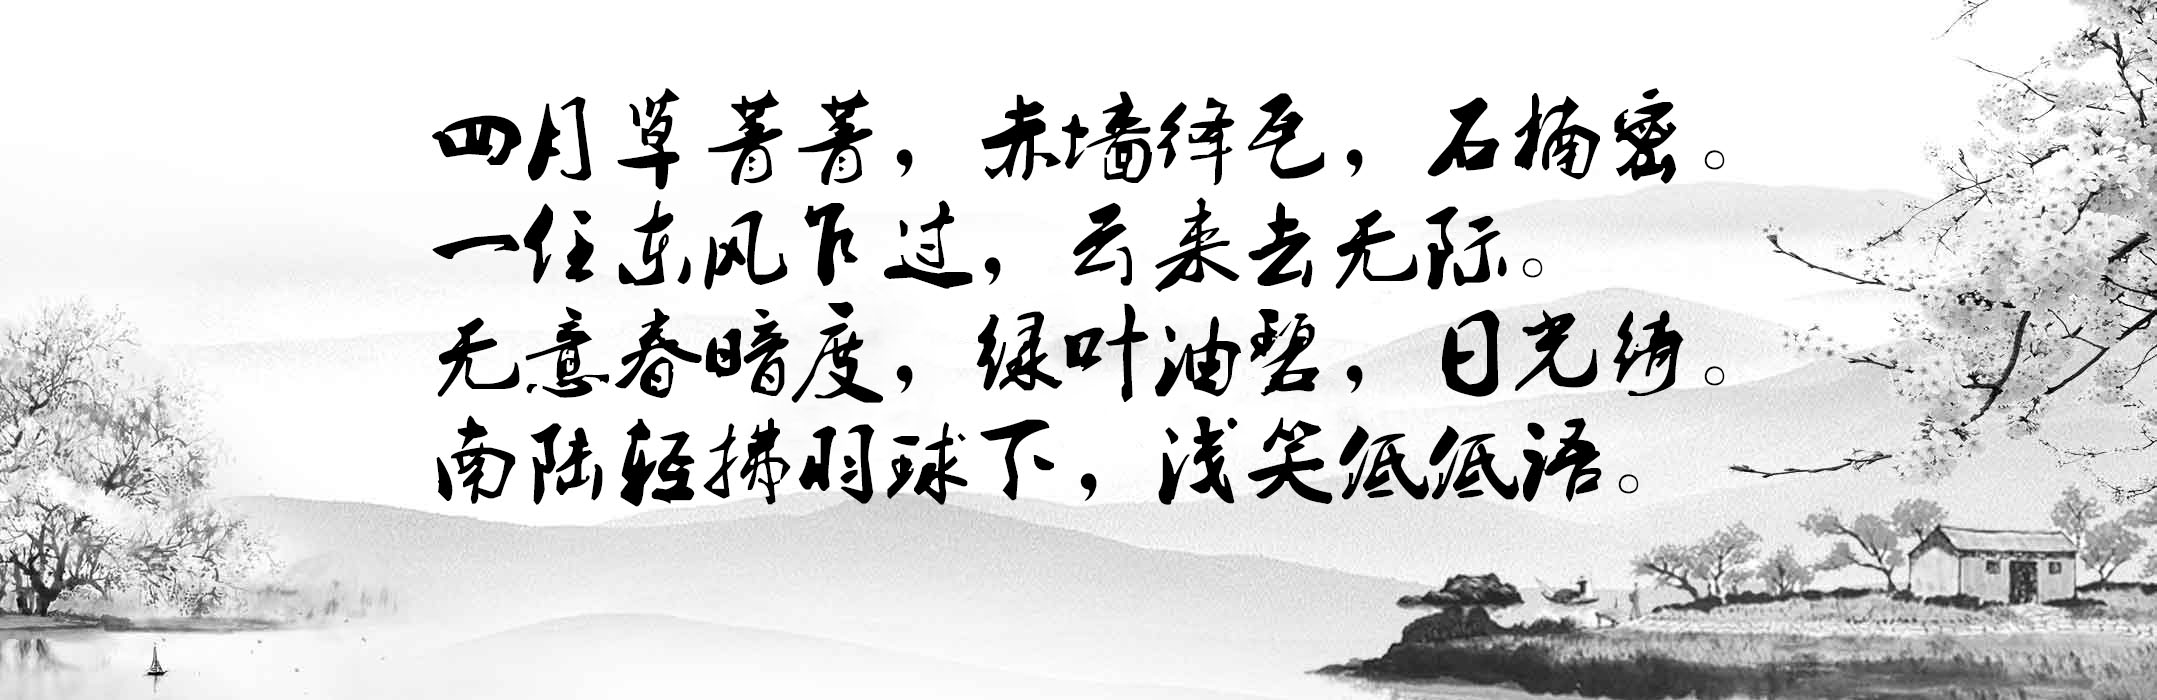 四月草菁菁，赤墙绛瓦，石楠密。
一任东风乍过，云来去无际。
无意春暗度，绿叶油碧，日光绮。
南陆轻拂羽球下，浅笑低低语。